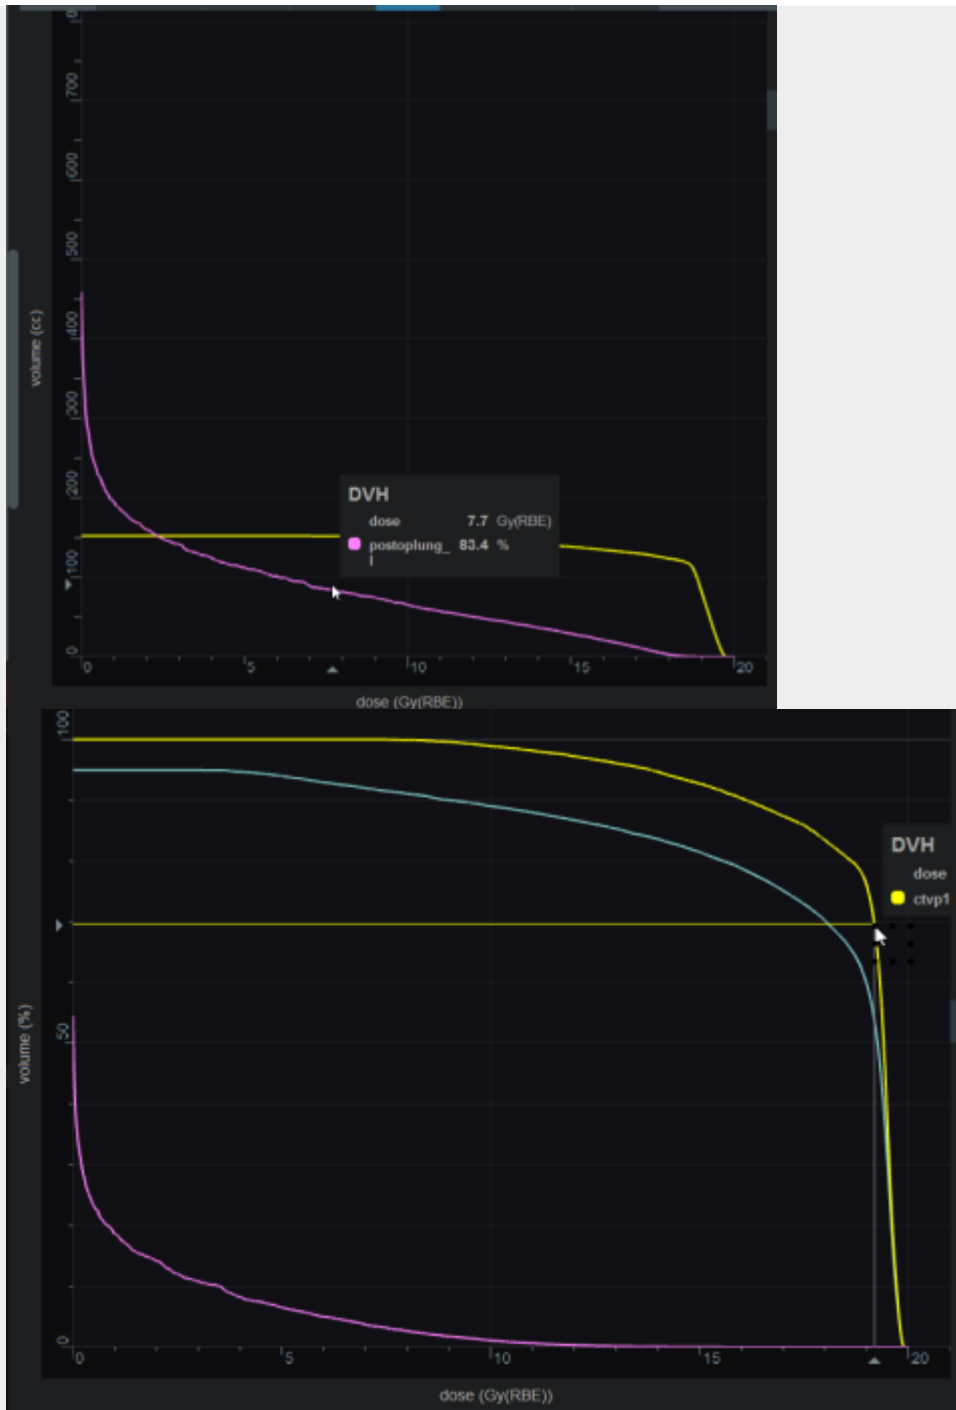 |700
|600
|500
|400
|300
|200
|100
0
volume (cc)
DVH
dose 7.7 Gy(RBE)
postoplung_ 83.4 %
l
0 5 10 15 20
dose (Gy(RBE))
100
50
0
volume (%)
DVH
dose
ctvp1
0 5 10 15 20
dose (Gy(RBE))